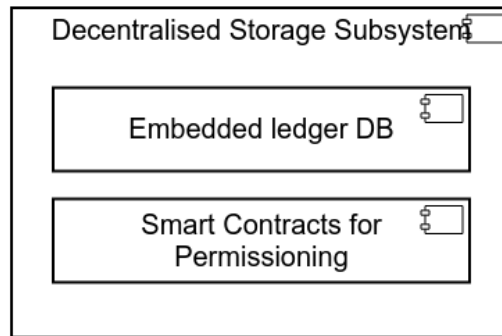 Decentralised Storage Subsystem
Embedded ledger DB
Smart Contracts for
Permissioning